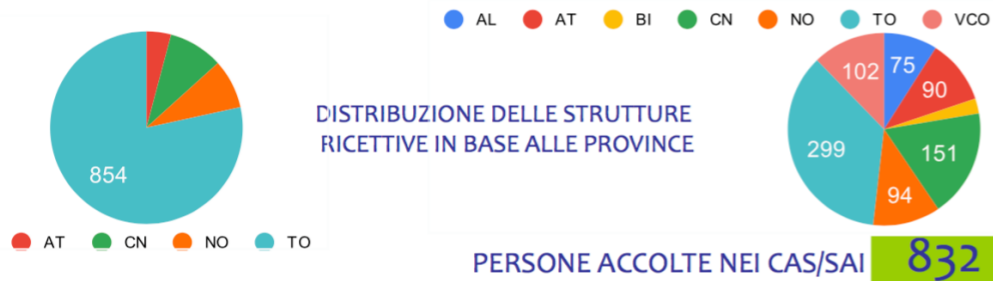 AL AT BI CN NO TO VCO
102 75
90
299 151
94
DISTRIBUZIONE DELLE STRUTTURE
RICETTIVE IN BASE ALLE PROVINCE
854
AT CN NO TO
PERSONE ACCOLTE NEI CAS/SAI 832